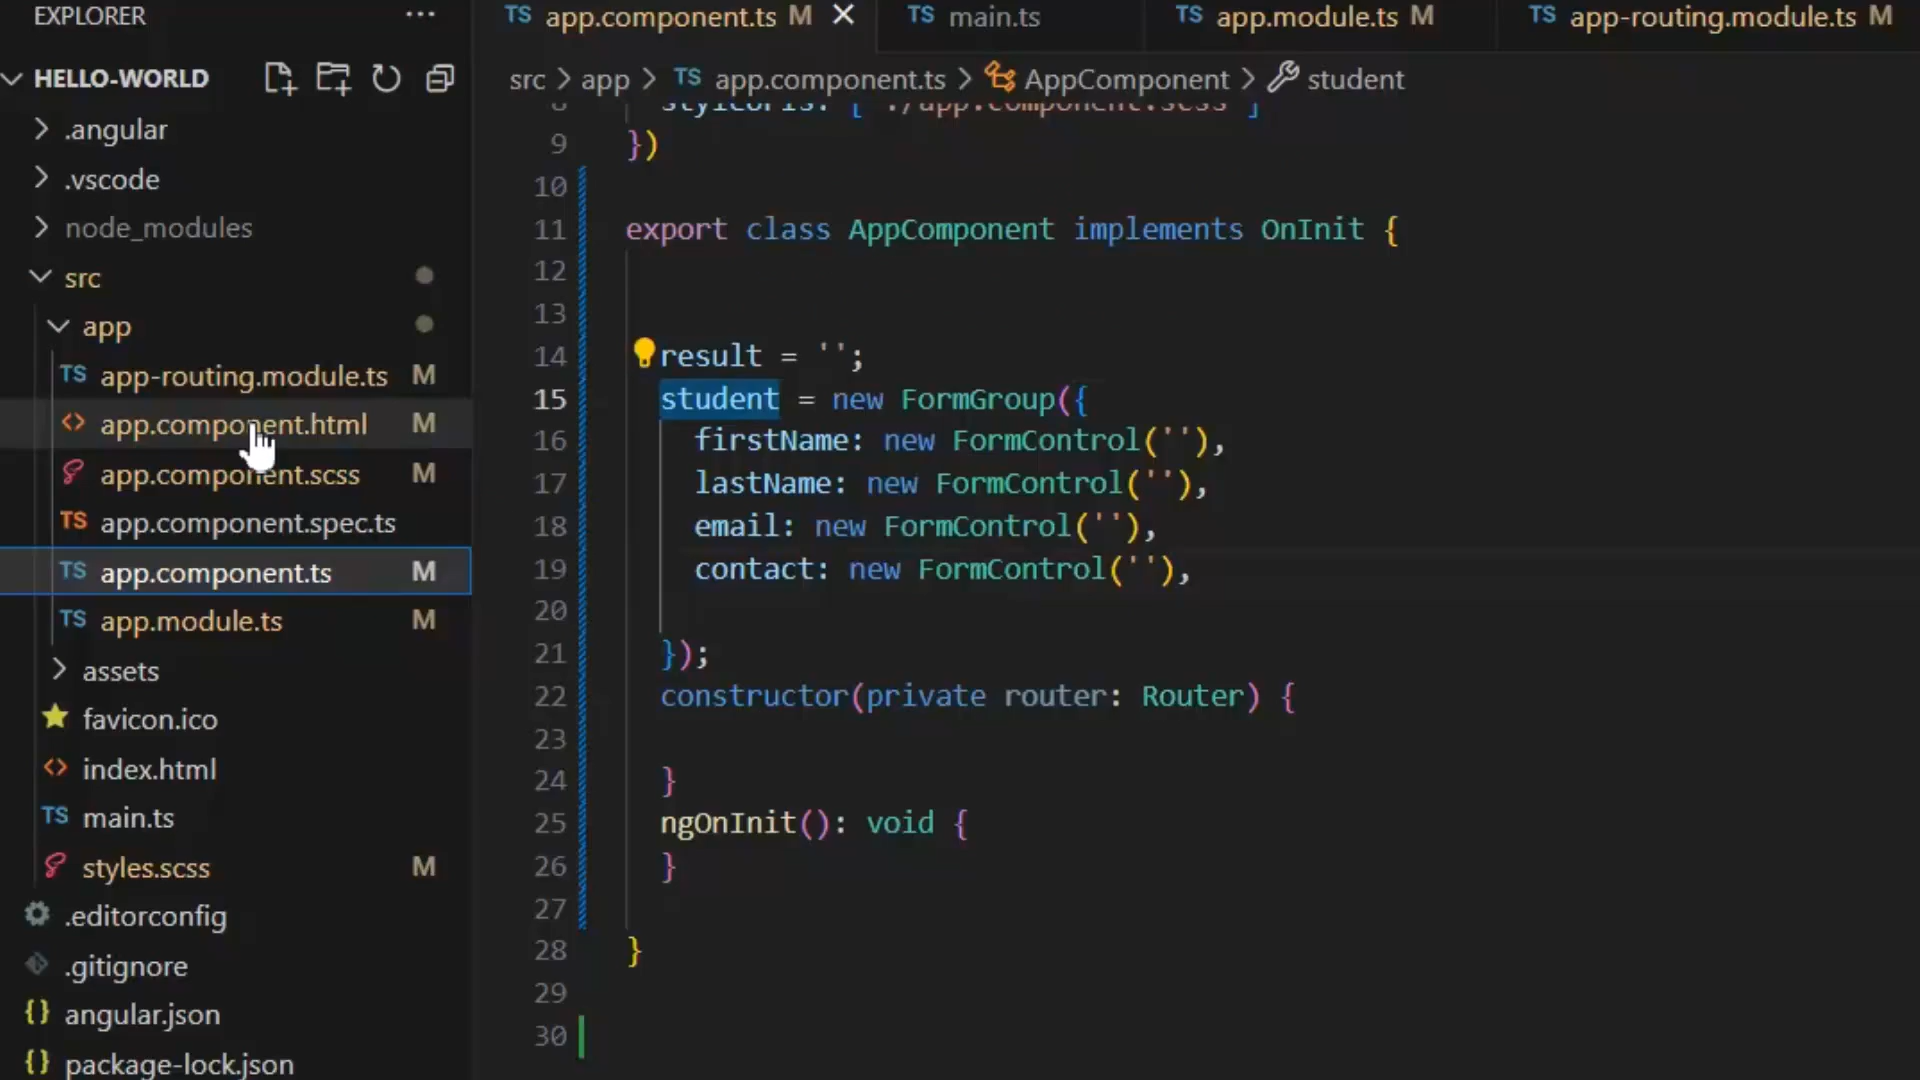 EXPLORER ...
HELLO-WORLD
.angular
.vscode
node_modules
src
app
TS app-routing.module.ts M
<> app.component.html M
app.component.scss M
TS app.component.spec.ts
TS app.component.ts M
TS app.module.ts M
assets
favicon.ico
<> index.html
TS main.ts
styles.scss M
.editorconfig
.gitignore
{} angular.json
{} package-lock.json
TS app.component.ts M
TS main.ts
TS app.module.ts M
TS app-routing.module.ts M
src > app > TS app.component.ts > AppComponent > student
8 styleUrls: ['./app.component.scss']
9 })
10
11 export class AppComponent implements OnInit {
12
13
14 result = '';
15 student = new FormGroup({
16 firstName: new FormControl(''),
17 lastName: new FormControl(''),
18 email: new FormControl(''),
19 contact: new FormControl(''),
20
21 });
22 constructor(private router: Router) {
23
24 }
25 ngOnInit(): void {
26 }
27
28 }
29
30